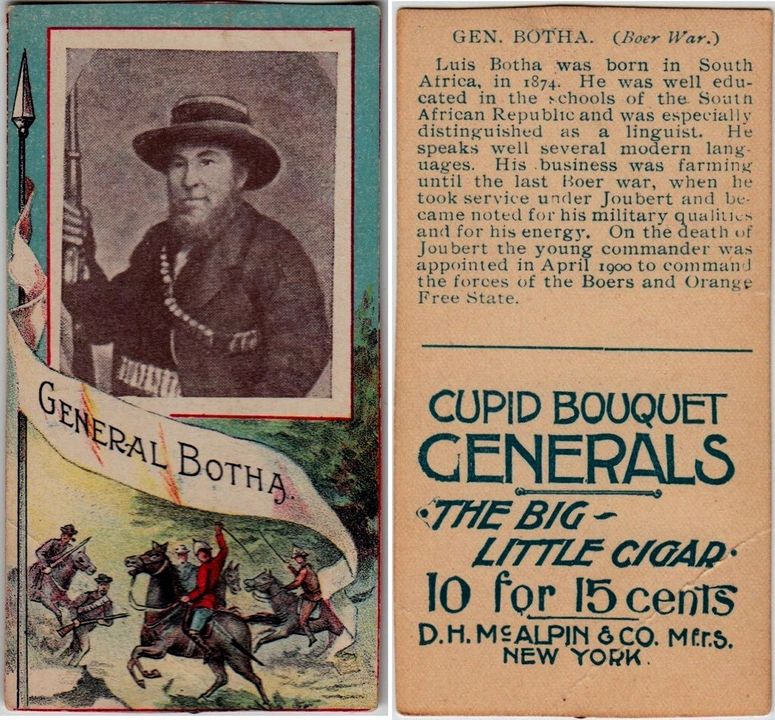 GENERAL BOTHA.
GEN. BOTHA. (Boer War.)
Luis Botha was born in South
Africa, in 1874. He was well edu-
cated in the schools of the South
African Republic and was especially
distinguished as a linguist. He
speaks well several modern lang-
uages. His business was farming
until the last Boer war, when he
took service under Joubert and be-
came noted for his military qualities
and for his energy. On the death of
Joubert the young commander was
appointed in April 1900 to command
the forces of the Boers and Orange
Free State.
CUPID BOUQUET
GENERALS
·THE BIG-
LITTLE CIGAR·
10 for 15 cents
D.H. McALPIN & CO. Mfrs.
NEW YORK.